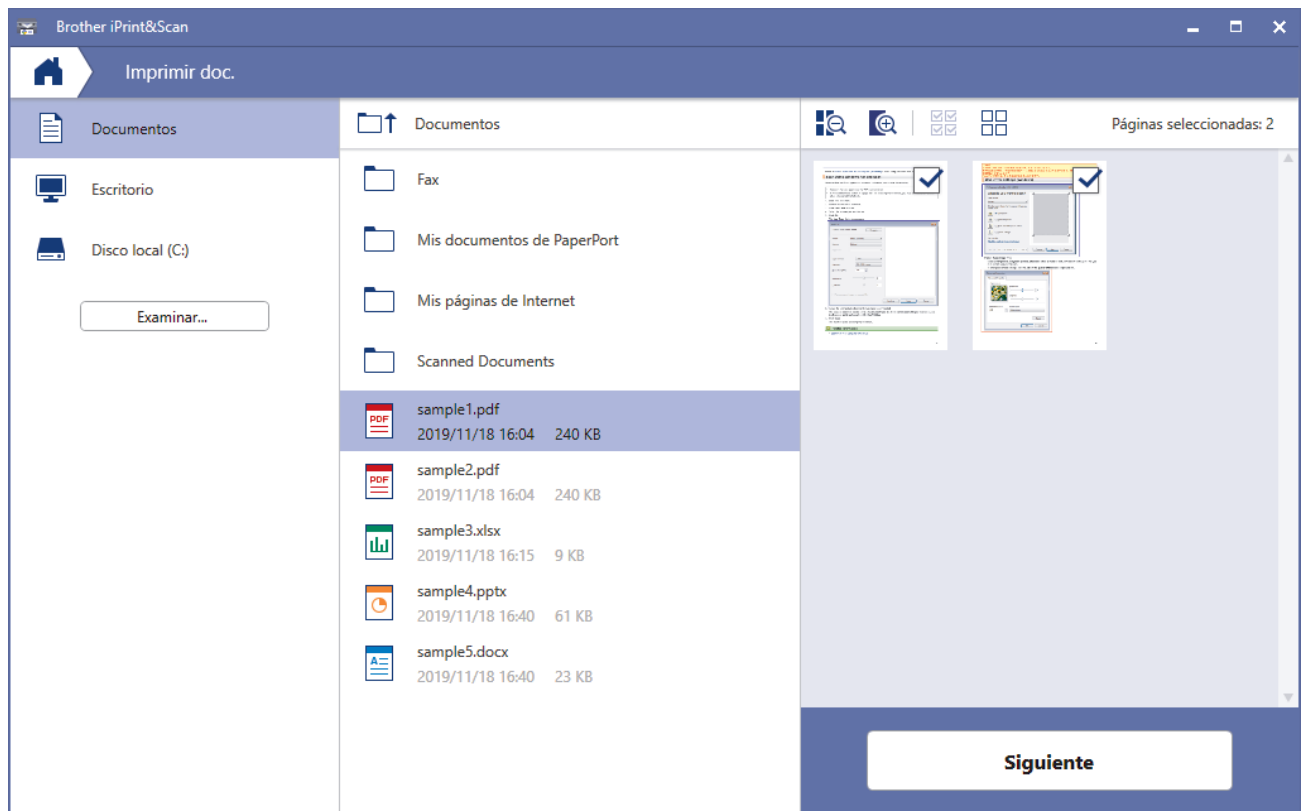 Brother iPrint&Scan
Imprimir doc.
Documentos
Escritorio
Disco local (C:)
Examinar...
Documentos
Fax
Mis documentos de PaperPort
Mis páginas de Internet
Scanned Documents
PDF
sample1.pdf
2019/11/18 16:04 240 KB
PDF
sample2.pdf
2019/11/18 16:04 240 KB
sample3.xlsx
2019/11/18 16:15 9 KB
sample4.pptx
2019/11/18 16:40 61 KB
A
sample5.docx
2019/11/18 16:40 23 KB
Páginas seleccionadas: 2
Siguiente